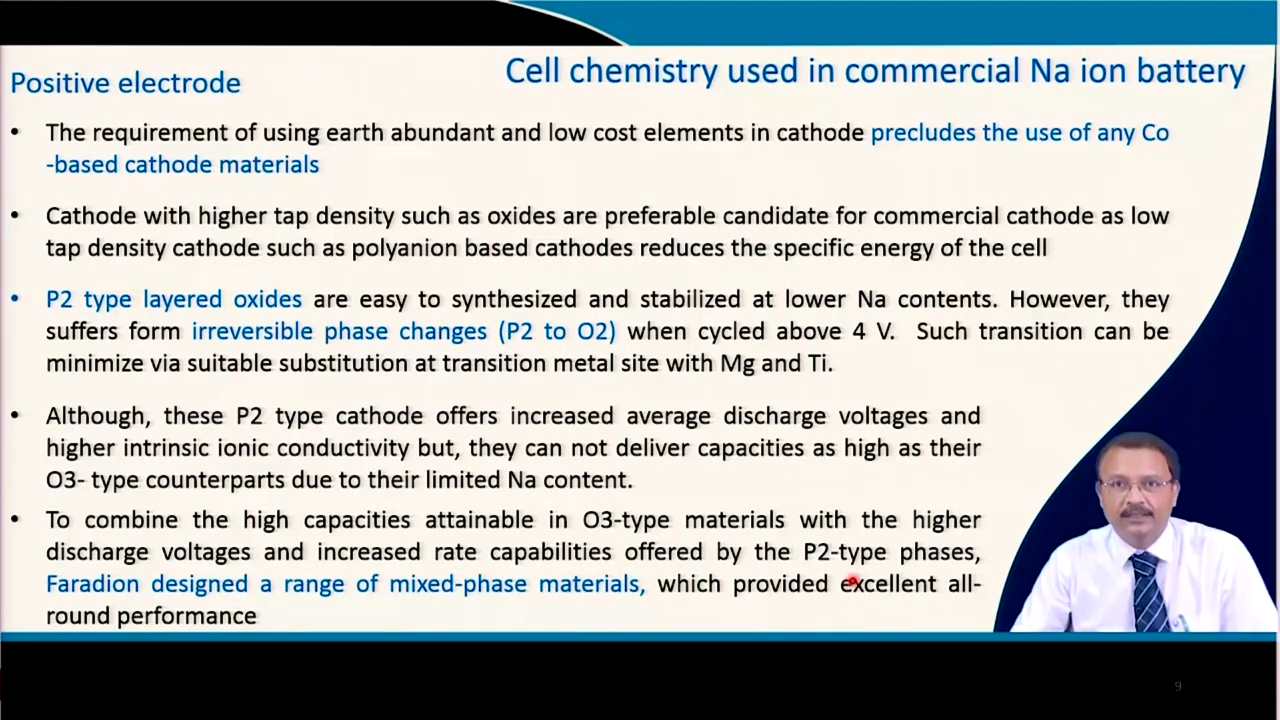 Cell chemistry used in commercial Na ion battery
Positive electrode
• The requirement of using earth abundant and low cost elements in cathode precludes the use of any Co
-based cathode materials
• Cathode with higher tap density such as oxides are preferable candidate for commercial cathode as low
tap density cathode such as polyanion based cathodes reduces the specific energy of the cell
• P2 type layered oxides are easy to synthesized and stabilized at lower Na contents. However, they
suffers form irreversible phase changes (P2 to O2) when cycled above 4 V. Such transition can be
minimize via suitable substitution at transition metal site with Mg and Ti.
• Although, these P2 type cathode offers increased average discharge voltages and
higher intrinsic ionic conductivity but, they can not deliver capacities as high as their
O3- type counterparts due to their limited Na content.
• To combine the high capacities attainable in O3-type materials with the higher
discharge voltages and increased rate capabilities offered by the P2-type phases,
Faradion designed a range of mixed-phase materials, which provided excellent all-
round performance
9